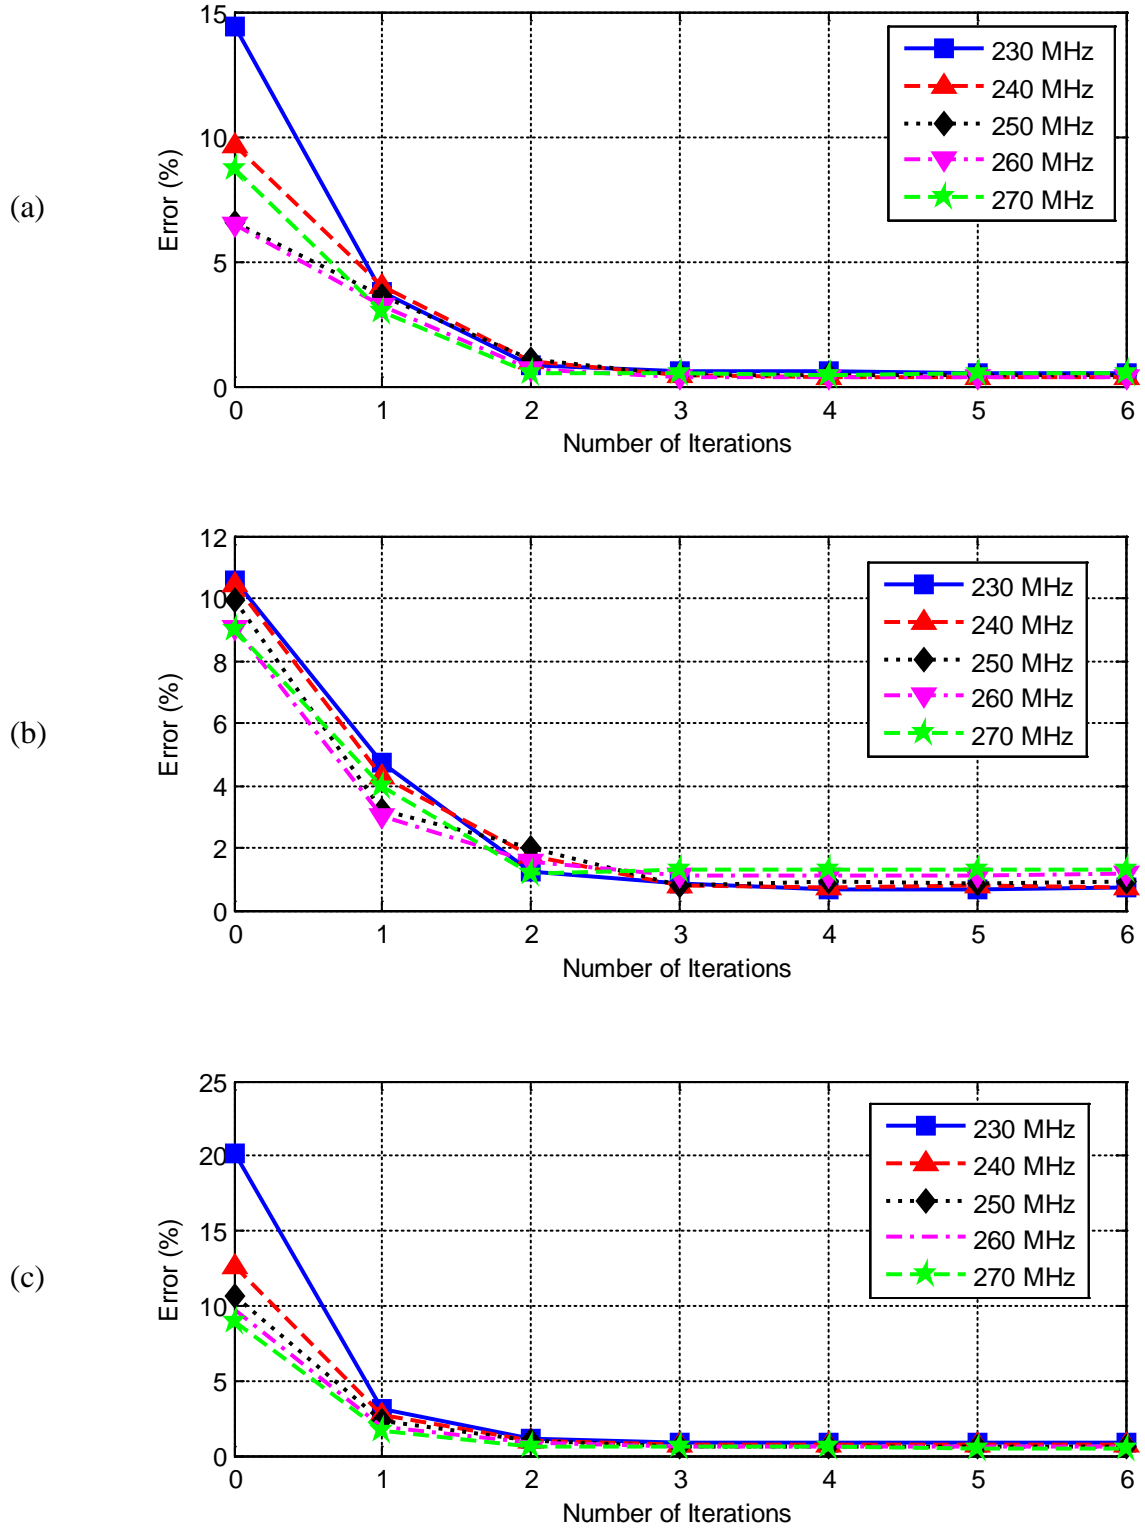 (a)
Error (%)
15
10
5
0
0 1 2 3 4 5 6
Number of Iterations
230 MHz
240 MHz
250 MHz
260 MHz
270 MHz
(b)
Error (%)
12
10
8
6
4
2
0
0 1 2 3 4 5 6
Number of Iterations
230 MHz
240 MHz
250 MHz
260 MHz
270 MHz
(c)
Error (%)
25
20
15
10
5
0
0 1 2 3 4 5 6
Number of Iterations
230 MHz
240 MHz
250 MHz
260 MHz
270 MHz